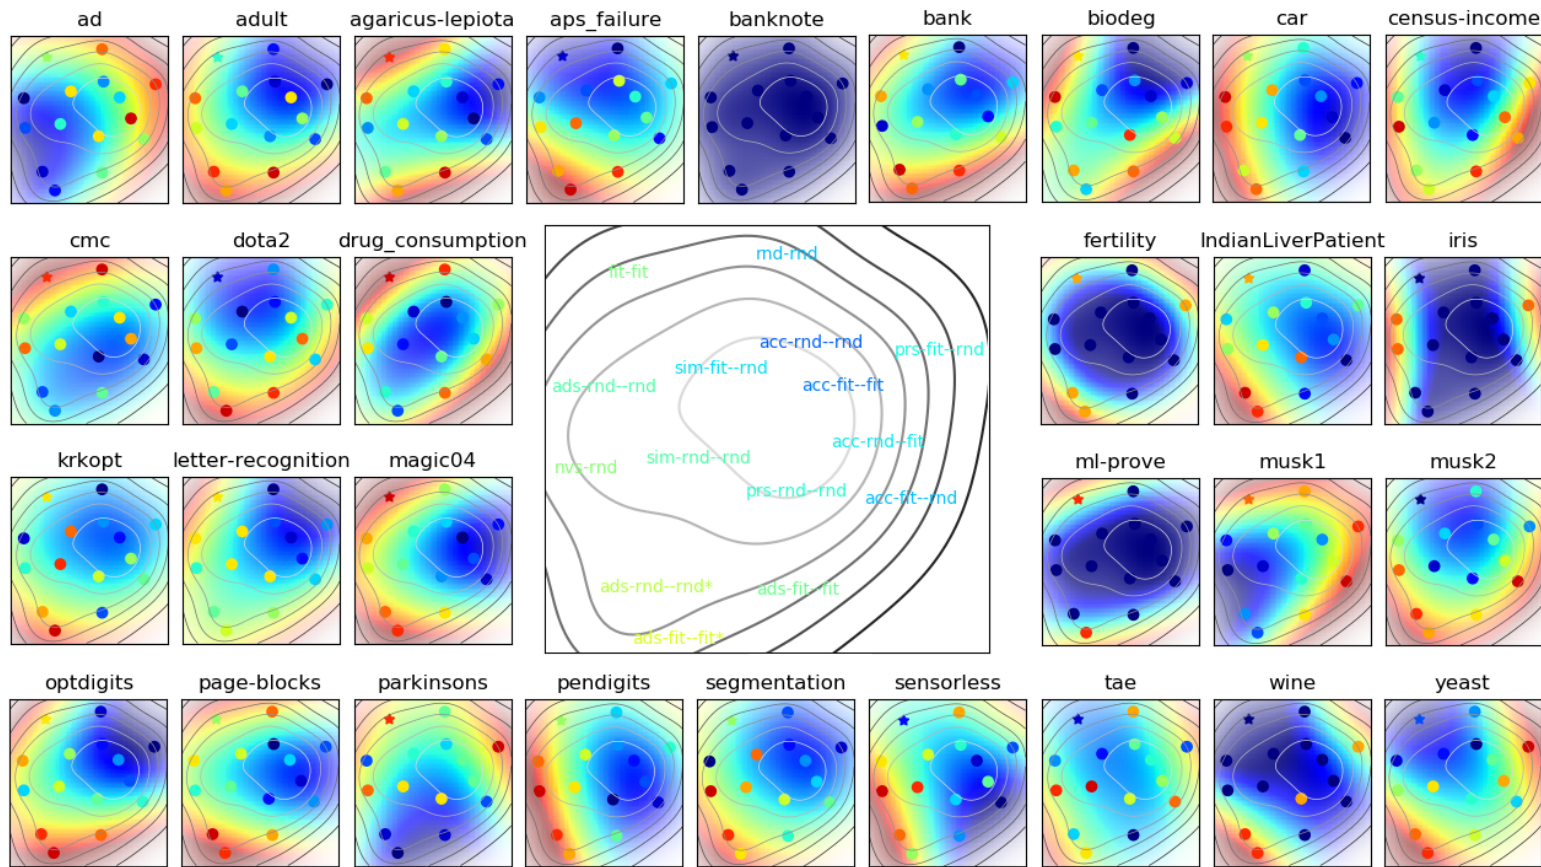 ad adult agaricus-lepiota aps_failure banknote bank biodeg car census-income
cmc dota2 drug_consumption fertility IndianLiverPatient iris
rnd-rnd
fit-fit
acc-rnd--rnd
prs-fit--rnd
sim-fit--rnd
ads-rnd--rnd
acc-fit--fit
acc-rnd--fit
sim-rnd--rnd
nvs-rnd
prs-rnd--rnd
acc-fit--rnd
ads-rnd--rnd*
ads-fit--fit
ads-fit--fit*
krkopt letter-recognition magic04 ml-prove musk1 musk2
optdigits page-blocks parkinsons pendigits segmentation sensorless tae wine yeast